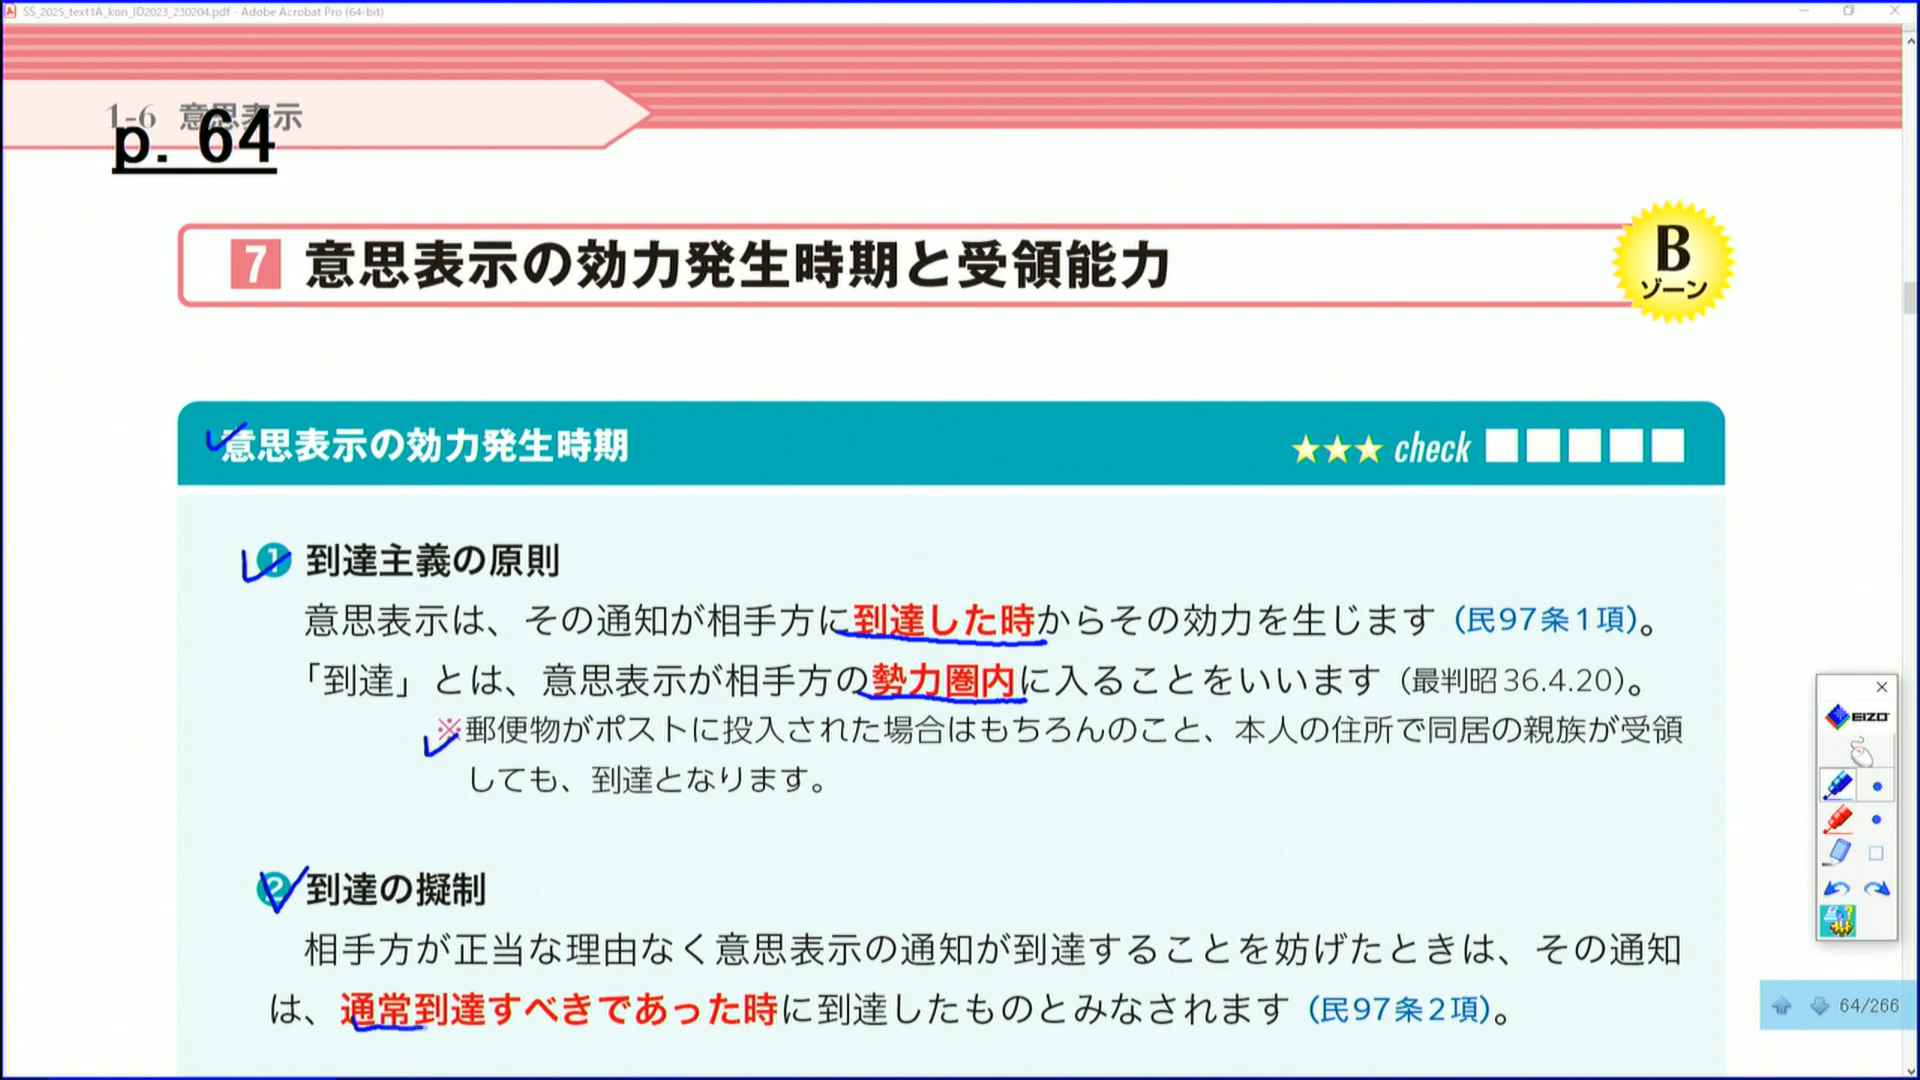 SS_2025_text1A_kon_ID2023_230204.pdf - Adobe Acrobat Pro (64-bit)
1-6 意思表示
p. 64
7 意思表示の効力発生時期と受領能力
B
ゾーン
意思表示の効力発生時期 ★★★ check □□□□□
1 到達主義の原則
意思表示は、その通知が相手方に到達した時からその効力を生じます(民97条1項)。
「到達」とは、意思表示が相手方の勢力圏内に入ることをいいます(最判昭36.4.20)。
※郵便物がポストに投入された場合はもちろんのこと、本人の住所で同居の親族が受領
しても、到達となります。
2 到達の擬制
相手方が正当な理由なく意思表示の通知が到達することを妨げたときは、その通知
は、通常到達すべきであった時に到達したものとみなされます(民97条2項)。
EIZO
64/266